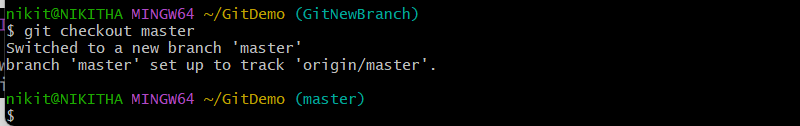 nikit@NIKITHA MINGW64 ~/GitDemo (GitNewBranch)
$ git checkout master
Switched to a new branch 'master'
branch 'master' set up to track 'origin/master'.
nikit@NIKITHA MINGW64 ~/GitDemo (master)
$